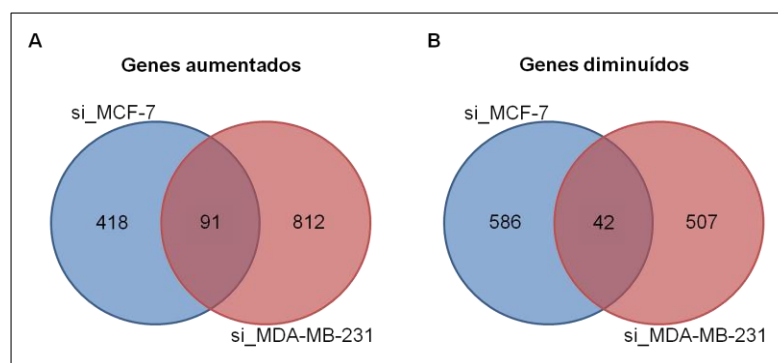 A
Genes aumentados
si_MCF-7
418
91
812
si_MDA-MB-231
B
Genes diminuídos
si_MCF-7
586
42
507
si_MDA-MB-231